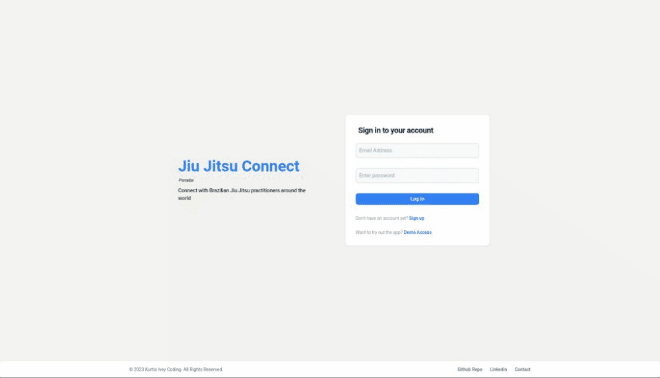 Sign in to your account
Email Address
Jiu Jitsu Connect
Connect with Brazilian Jiu Jitsu practitioners around the
world
Enter password
Log in
Don't have an account yet? Sign up
Want to try out the app? Demo Access
© 2023 Kurtis Ivey Coding. All Rights Reserved.
Github Repo
LinkedIn
Contact